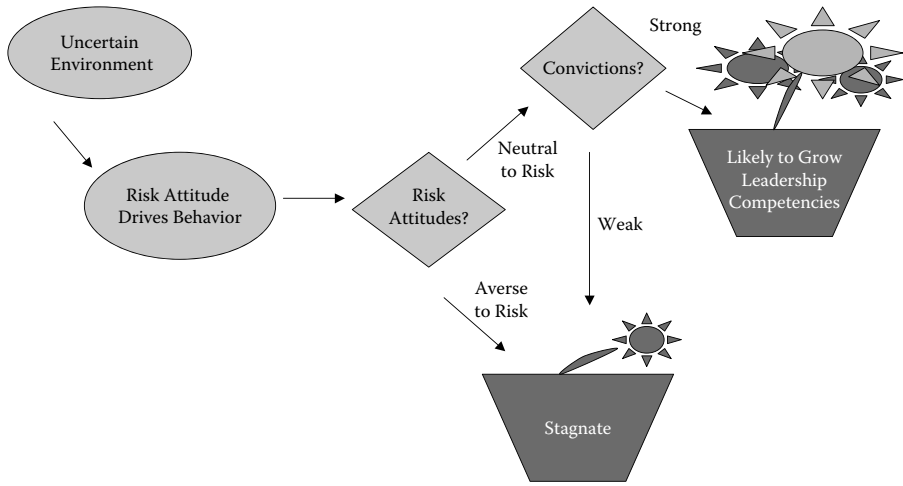 Uncertain
Environment
Risk Attitude
Drives Behavior
Risk
Attitudes?
Neutral
to Risk
Averse
to Risk
Convictions?
Strong
Weak
Likely to Grow
Leadership
Competencies
Stagnate